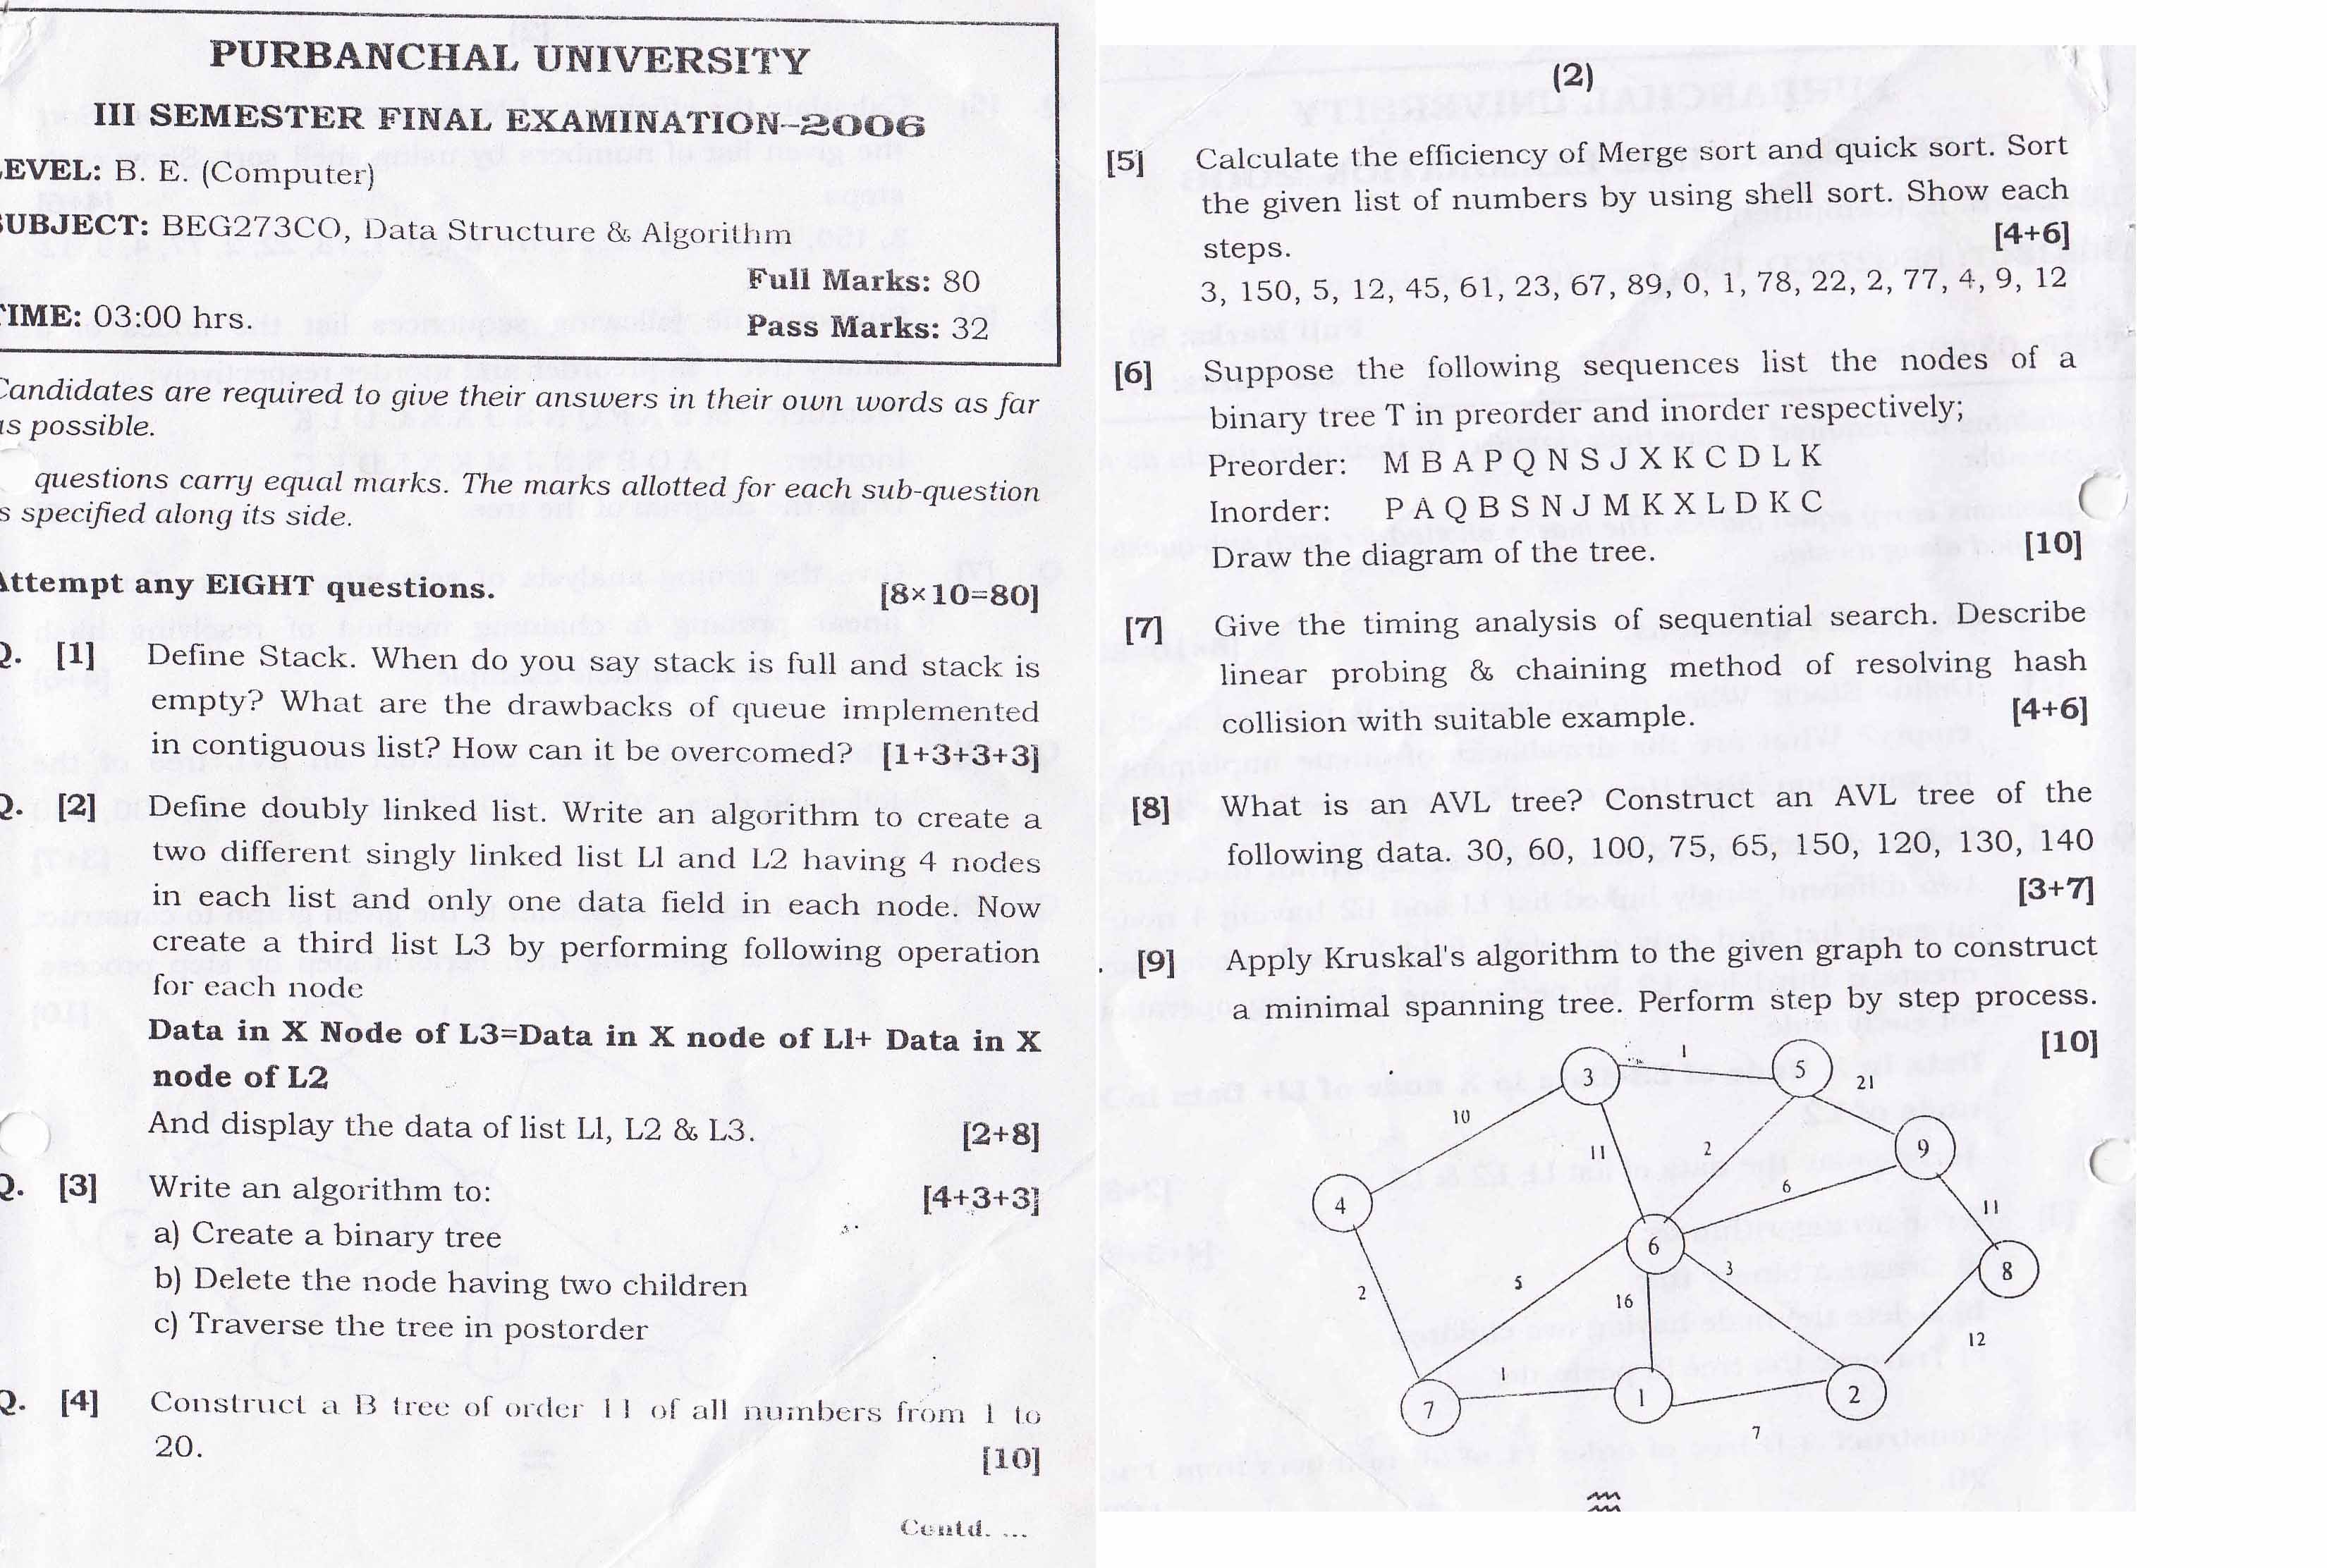 PURBANCHAL UNIVERSITY
III SEMESTER FINAL EXAMINATION–2006
EVEL: B. E. (Computer)
UBJECT: BEG273CO, Data Structure & Algorithm
Full Marks: 80
IME: 03:00 hrs.
Pass Marks: 32
Candidates are required to give their answers in their own words as far
as possible.
questions carry equal marks. The marks allotted for each sub-question
s specified along its side.
Attempt any EIGHT questions. [8×10=80]
Q. [1] Define Stack. When do you say stack is full and stack is
empty? What are the drawbacks of queue implemented
in contiguous list? How can it be overcomed? [1+3+3+3]
Q. [2] Define doubly linked list. Write an algorithm to create a
two different singly linked list L1 and L2 having 4 nodes
in each list and only one data field in each node. Now
create a third list L3 by performing following operation
for each node
Data in X Node of L3=Data in X node of L1+ Data in X
node of L2
And display the data of list L1, L2 & L3. [2+8]
Q. [3] Write an algorithm to: [4+3+3]
a) Create a binary tree
b) Delete the node having two children
c) Traverse the tree in postorder
Q. [4] Construct a B tree of order 11 of all numbers from 1 to
20. [10]
Contd. ...
(2)
[5] Calculate the efficiency of Merge sort and quick sort. Sort
the given list of numbers by using shell sort. Show each
steps. [4+6]
3, 150, 5, 12, 45, 61, 23, 67, 89, 0, 1, 78, 22, 2, 77, 4, 9, 12
[6] Suppose the following sequences list the nodes of a
binary tree T in preorder and inorder respectively;
Preorder: M B A P Q N S J X K C D L K
Inorder: P A Q B S N J M K X L D K C
Draw the diagram of the tree. [10]
[7] Give the timing analysis of sequential search. Describe
linear probing & chaining method of resolving hash
collision with suitable example. [4+6]
[8] What is an AVL tree? Construct an AVL tree of the
following data. 30, 60, 100, 75, 65, 150, 120, 130, 140
[3+7]
. [9] Apply Kruskal's algorithm to the given graph to construct
a minimal spanning tree. Perform step by step process.
[10]
1
3
5
21
10
11
2
9
6
4
11
6
8
5
3
2
16
12
1
7
1
2
7